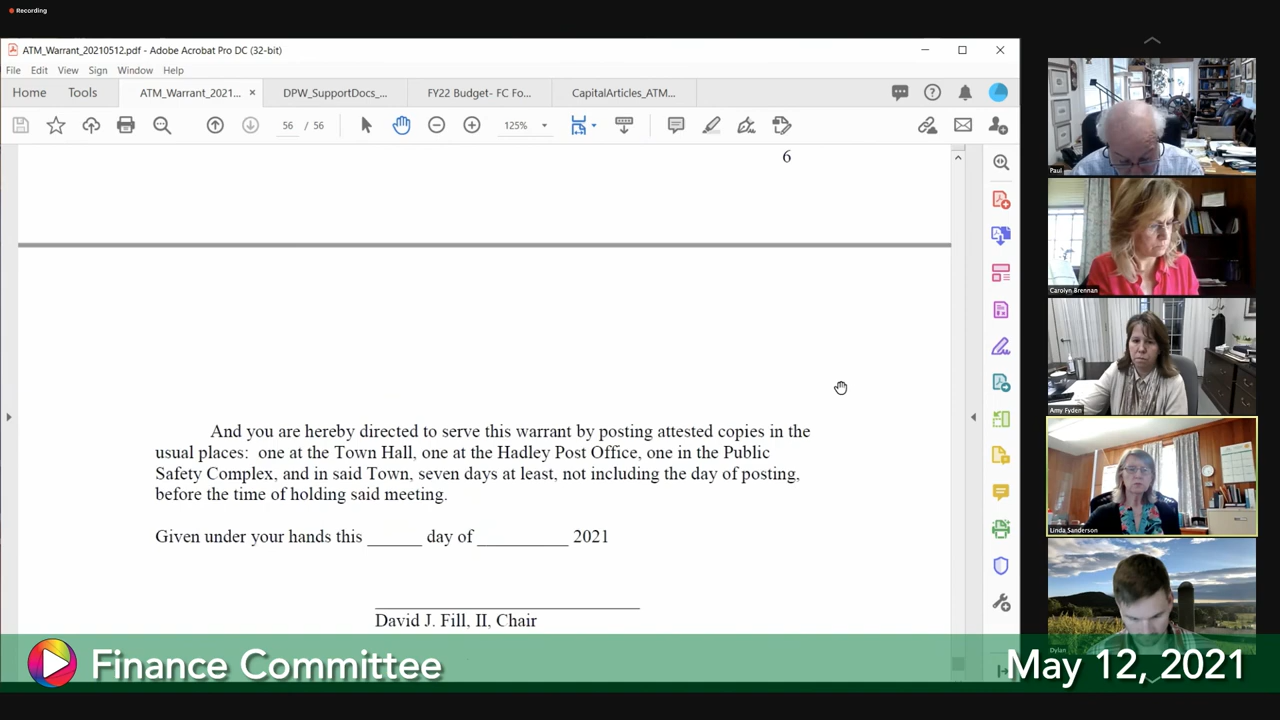 Recording
ATM_Warrant_20210512.pdf - Adobe Acrobat Pro DC (32-bit)
File Edit View Sign Window Help
Home Tools ATM_Warrant_2021... × DPW_SupportDocs_... FY22 Budget- FC Fo... CapitalArticles_ATM...
56 / 56 125%
6
And you are hereby directed to serve this warrant by posting attested copies in the
usual places: one at the Town Hall, one at the Hadley Post Office, one in the Public
Safety Complex, and in said Town, seven days at least, not including the day of posting,
before the time of holding said meeting.
Given under your hands this ______ day of __________ 2021
David J. Fill, II, Chair
Paul
Carolyn Brennan
Amy Fyden
Linda Sanderson
Dylan
Finance Committee
May 12, 2021